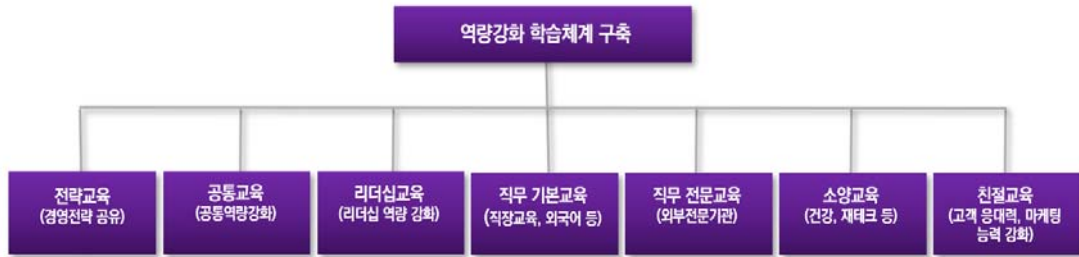 역량강화 학습체계 구축
전략교육
(경영전략 공유)
공통교육
(공통역량강화)
리더십교육
(리더십 역량 강화)
직무 기본교육
(직장교육, 외국어 등)
직무 전문교육
(외부전문기관)
소양교육
(건강, 재테크 등)
친절교육
(고객 응대력, 마케팅
능력 강화)